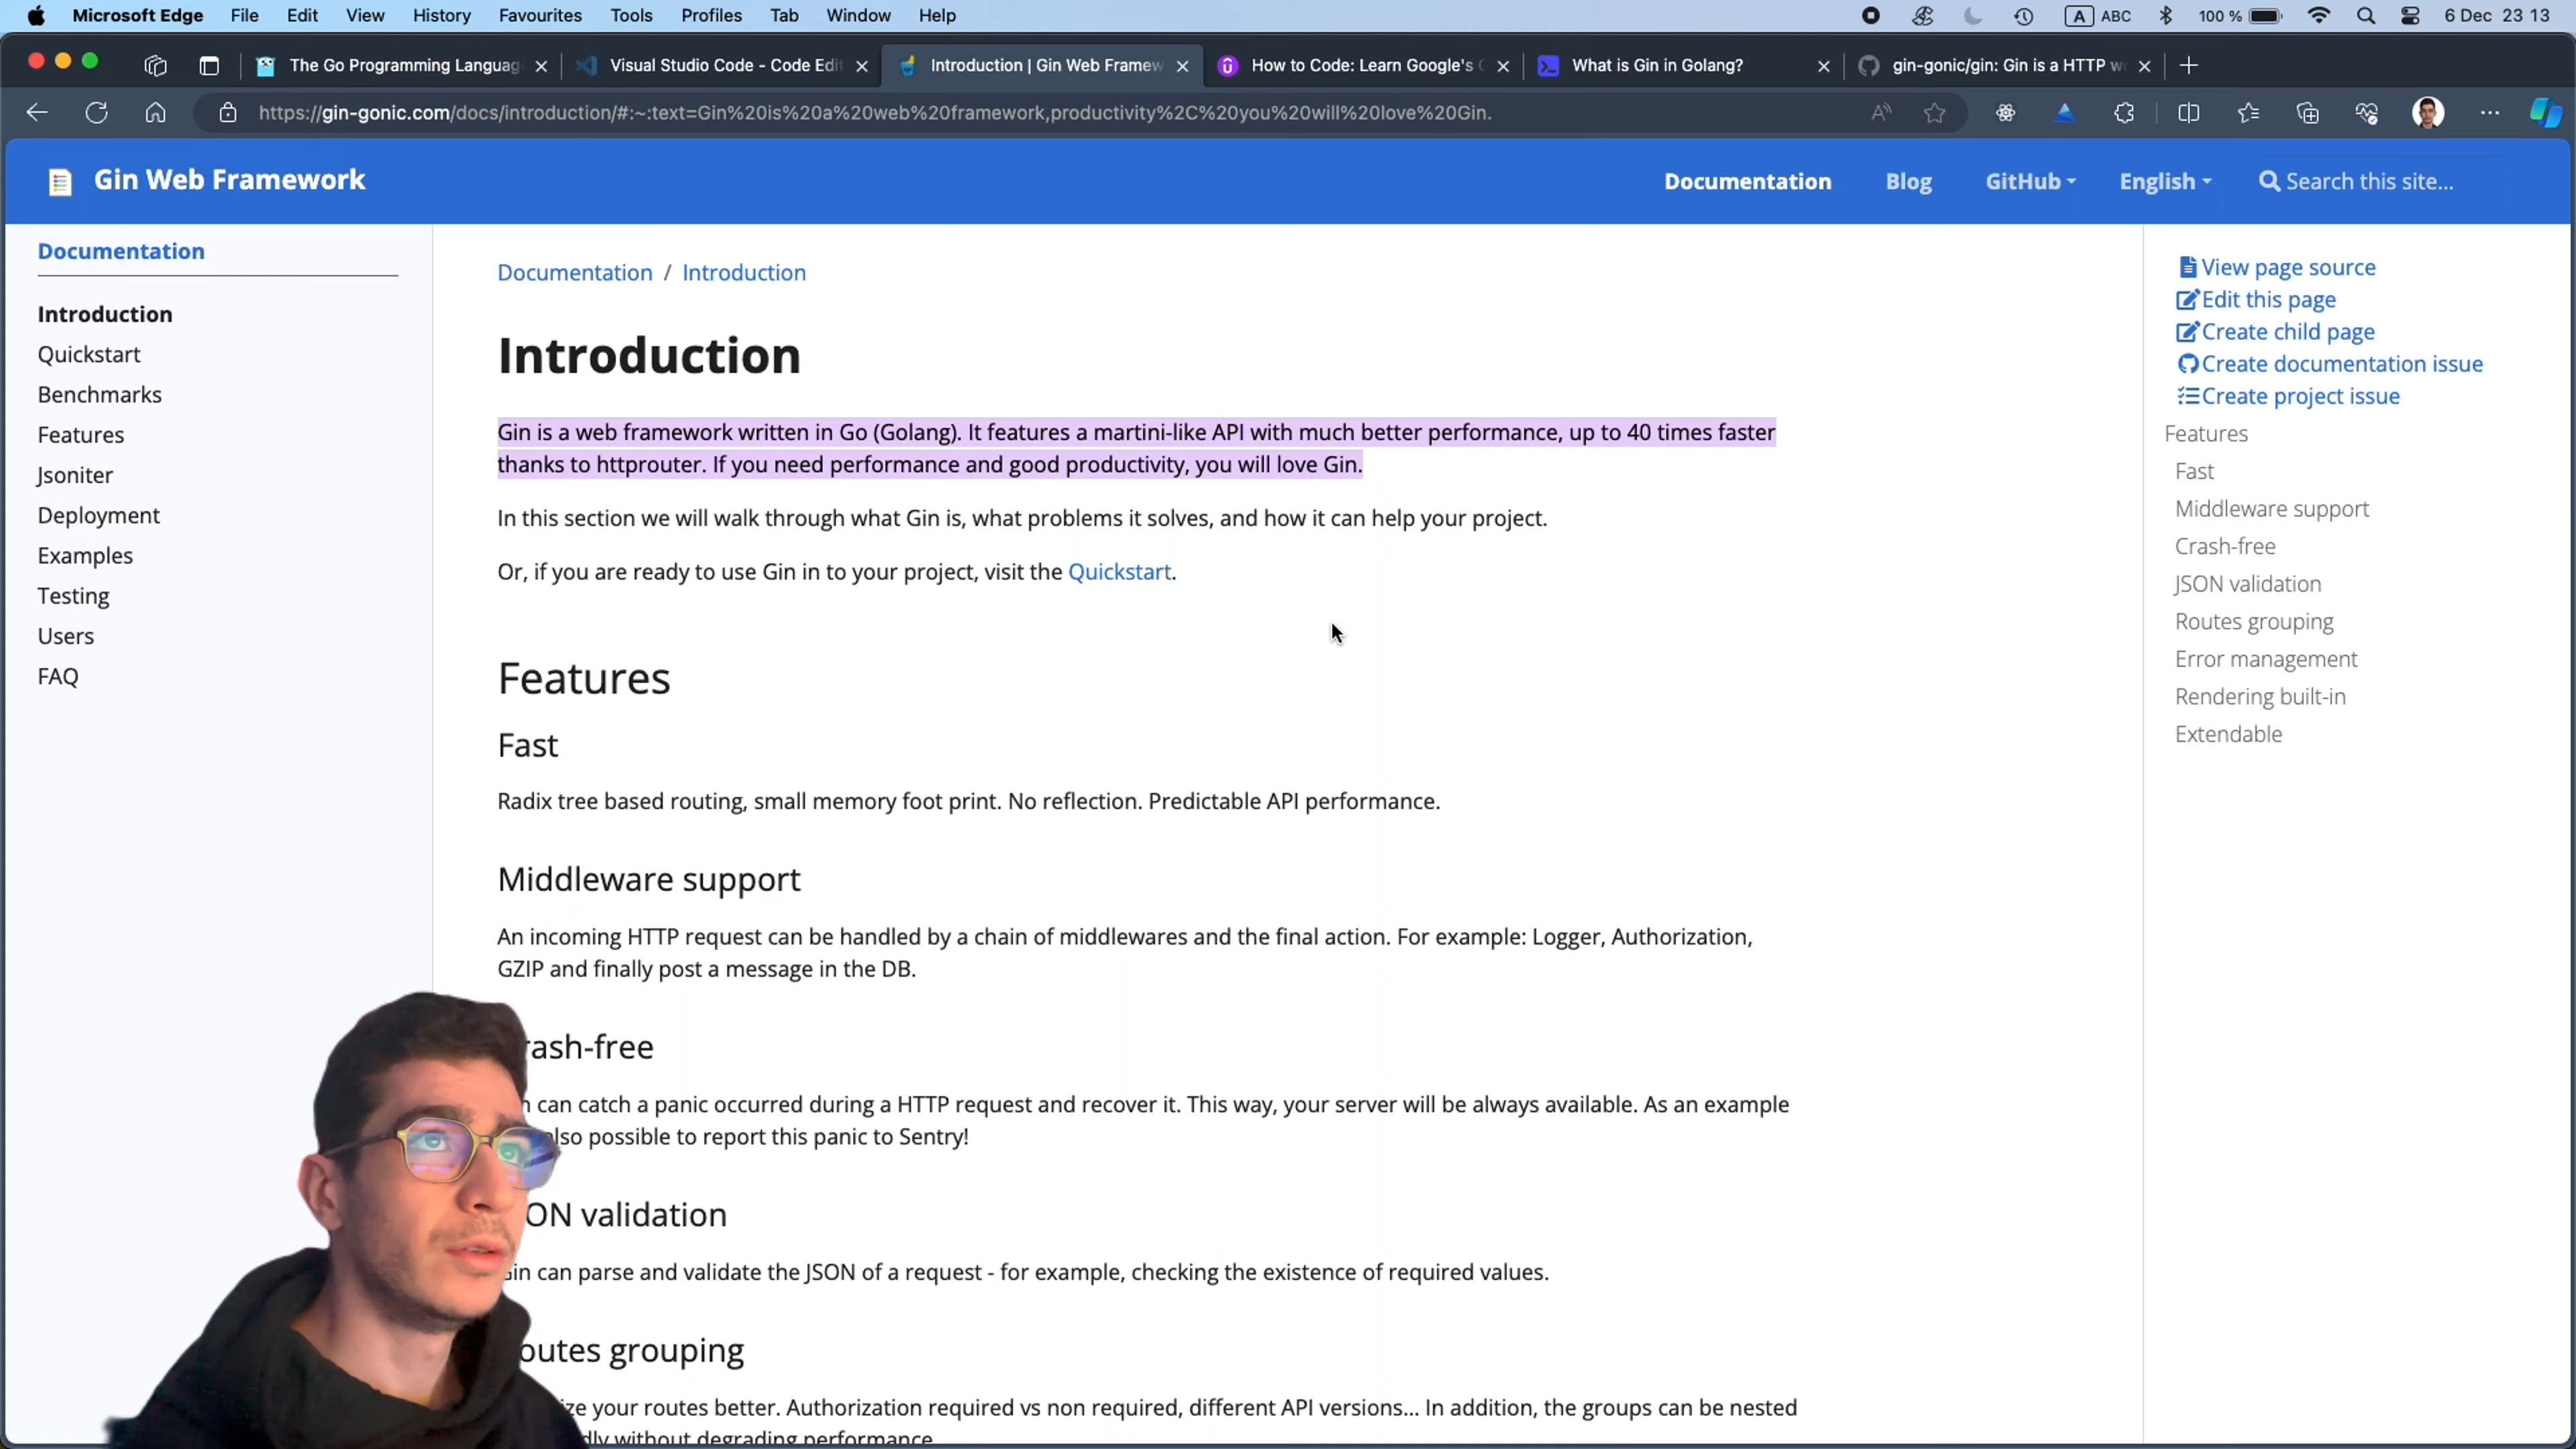 Microsoft Edge File Edit View History Favourites Tools Profiles Tab Window Help A ABC 100 % 6 Dec 23 13
The Go Programming Languag
Visual Studio Code - Code Edit
Introduction | Gin Web Framew
How to Code: Learn Google's
What is Gin in Golang?
gin-gonic/gin: Gin is a HTTP w
https://gin-gonic.com/docs/introduction/#:~:text=Gin%20is%20a%20web%20framework,productivity%2C%20you%20will%20love%20Gin.
Gin Web Framework
Documentation Blog GitHub English Search this site...
Documentation
Introduction
Quickstart
Benchmarks
Features
Jsoniter
Deployment
Examples
Testing
Users
FAQ
Documentation / Introduction
Introduction
Gin is a web framework written in Go (Golang). It features a martini-like API with much better performance, up to 40 times faster
thanks to httprouter. If you need performance and good productivity, you will love Gin.
In this section we will walk through what Gin is, what problems it solves, and how it can help your project.
Or, if you are ready to use Gin in to your project, visit the Quickstart.
Features
Fast
Radix tree based routing, small memory foot print. No reflection. Predictable API performance.
Middleware support
An incoming HTTP request can be handled by a chain of middlewares and the final action. For example: Logger, Authorization,
GZIP and finally post a message in the DB.
rash-free
can catch a panic occurred during a HTTP request and recover it. This way, your server will be always available. As an example
lso possible to report this panic to Sentry!
ON validation
Gin can parse and validate the JSON of a request - for example, checking the existence of required values.
outes grouping
ze your routes better. Authorization required vs non required, different API versions... In addition, the groups can be nested
dly without degrading performance.
View page source
Edit this page
Create child page
Create documentation issue
Create project issue
Features
Fast
Middleware support
Crash-free
JSON validation
Routes grouping
Error management
Rendering built-in
Extendable